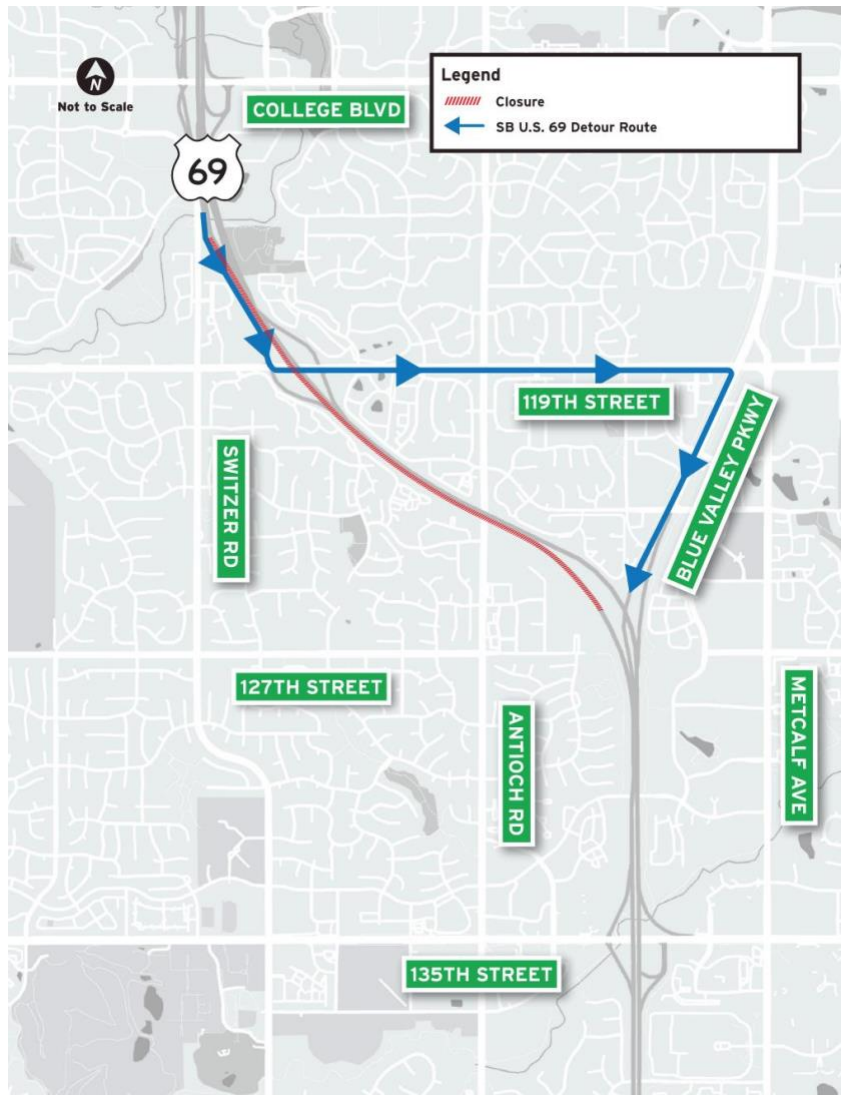 N
Not to Scale
COLLEGE BLVD
Legend
Closure
SB U.S. 69 Detour Route
69
119TH STREET
BLUE VALLEY PKWY
SWITZER RD
127TH STREET
ANTIOCH RD
METCALF AVE
135TH STREET